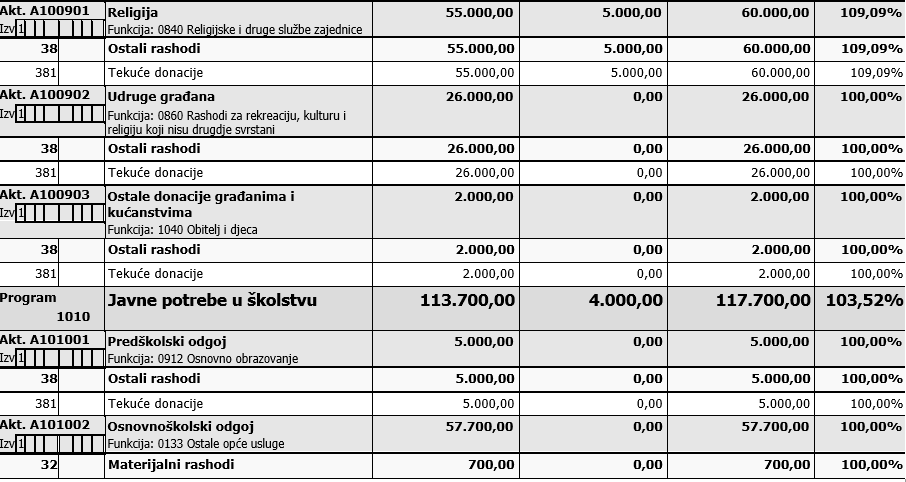 Akt. A100901 Religija 55.000,00 5.000,00 60.000,00 109,09%
Izv 1 Funkcija: 0840 Religijske i druge službe zajednice
38 Ostali rashodi 55.000,00 5.000,00 60.000,00 109,09%
381 Tekuće donacije 55.000,00 5.000,00 60.000,00 109,09%
Akt. A100902 Udruge građana 26.000,00 0,00 26.000,00 100,00%
Izv 1 Funkcija: 0860 Rashodi za rekreaciju, kulturu i
religiju koji nisu drugdje svrstani
38 Ostali rashodi 26.000,00 0,00 26.000,00 100,00%
381 Tekuće donacije 26.000,00 0,00 26.000,00 100,00%
Akt. A100903 Ostale donacije građanima i 2.000,00 0,00 2.000,00 100,00%
Izv 1 kućanstvima
Funkcija: 1040 Obitelj i djeca
38 Ostali rashodi 2.000,00 0,00 2.000,00 100,00%
381 Tekuće donacije 2.000,00 0,00 2.000,00 100,00%
Program Javne potrebe u školstvu 113.700,00 4.000,00 117.700,00 103,52%
1010
Akt. A101001 Predškolski odgoj 5.000,00 0,00 5.000,00 100,00%
Izv 1 Funkcija: 0912 Osnovno obrazovanje
38 Ostali rashodi 5.000,00 0,00 5.000,00 100,00%
381 Tekuće donacije 5.000,00 0,00 5.000,00 100,00%
Akt. A101002 Osnovnoškolski odgoj 57.700,00 0,00 57.700,00 100,00%
Izv 1 Funkcija: 0133 Ostale opće usluge
32 Materijalni rashodi 700,00 0,00 700,00 100,00%